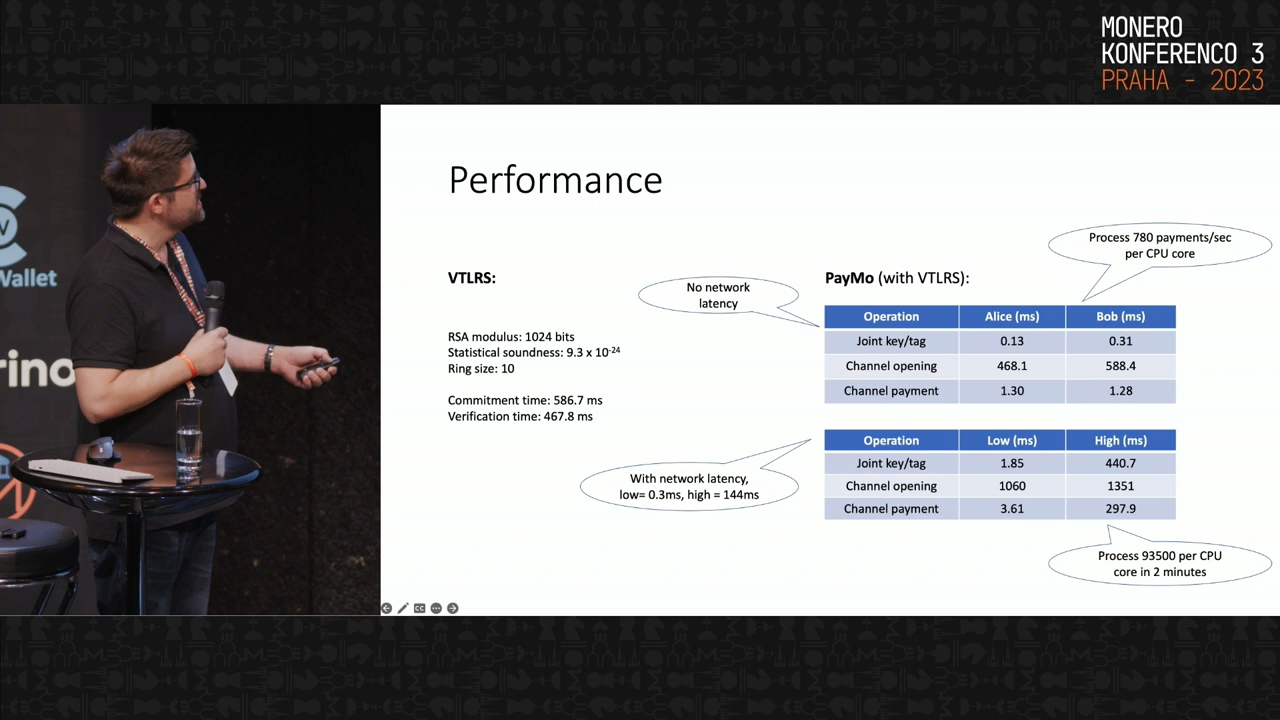 MONERO
KONFERENCO 3
PRAHA - 2023
Wallet
rino
Performance
VTLRS:
RSA modulus: 1024 bits
Statistical soundness: 9.3 x 10-24
Ring size: 10
Commitment time: 586.7 ms
Verification time: 467.8 ms
No network
latency
PayMo (with VTLRS):
Process 780 payments/sec
per CPU core
Operation Alice (ms) Bob (ms)
Joint key/tag 0.13 0.31
Channel opening 468.1 588.4
Channel payment 1.30 1.28
With network latency,
low= 0.3ms, high = 144ms
Operation Low (ms) High (ms)
Joint key/tag 1.85 440.7
Channel opening 1060 1351
Channel payment 3.61 297.9
Process 93500 per CPU
core in 2 minutes